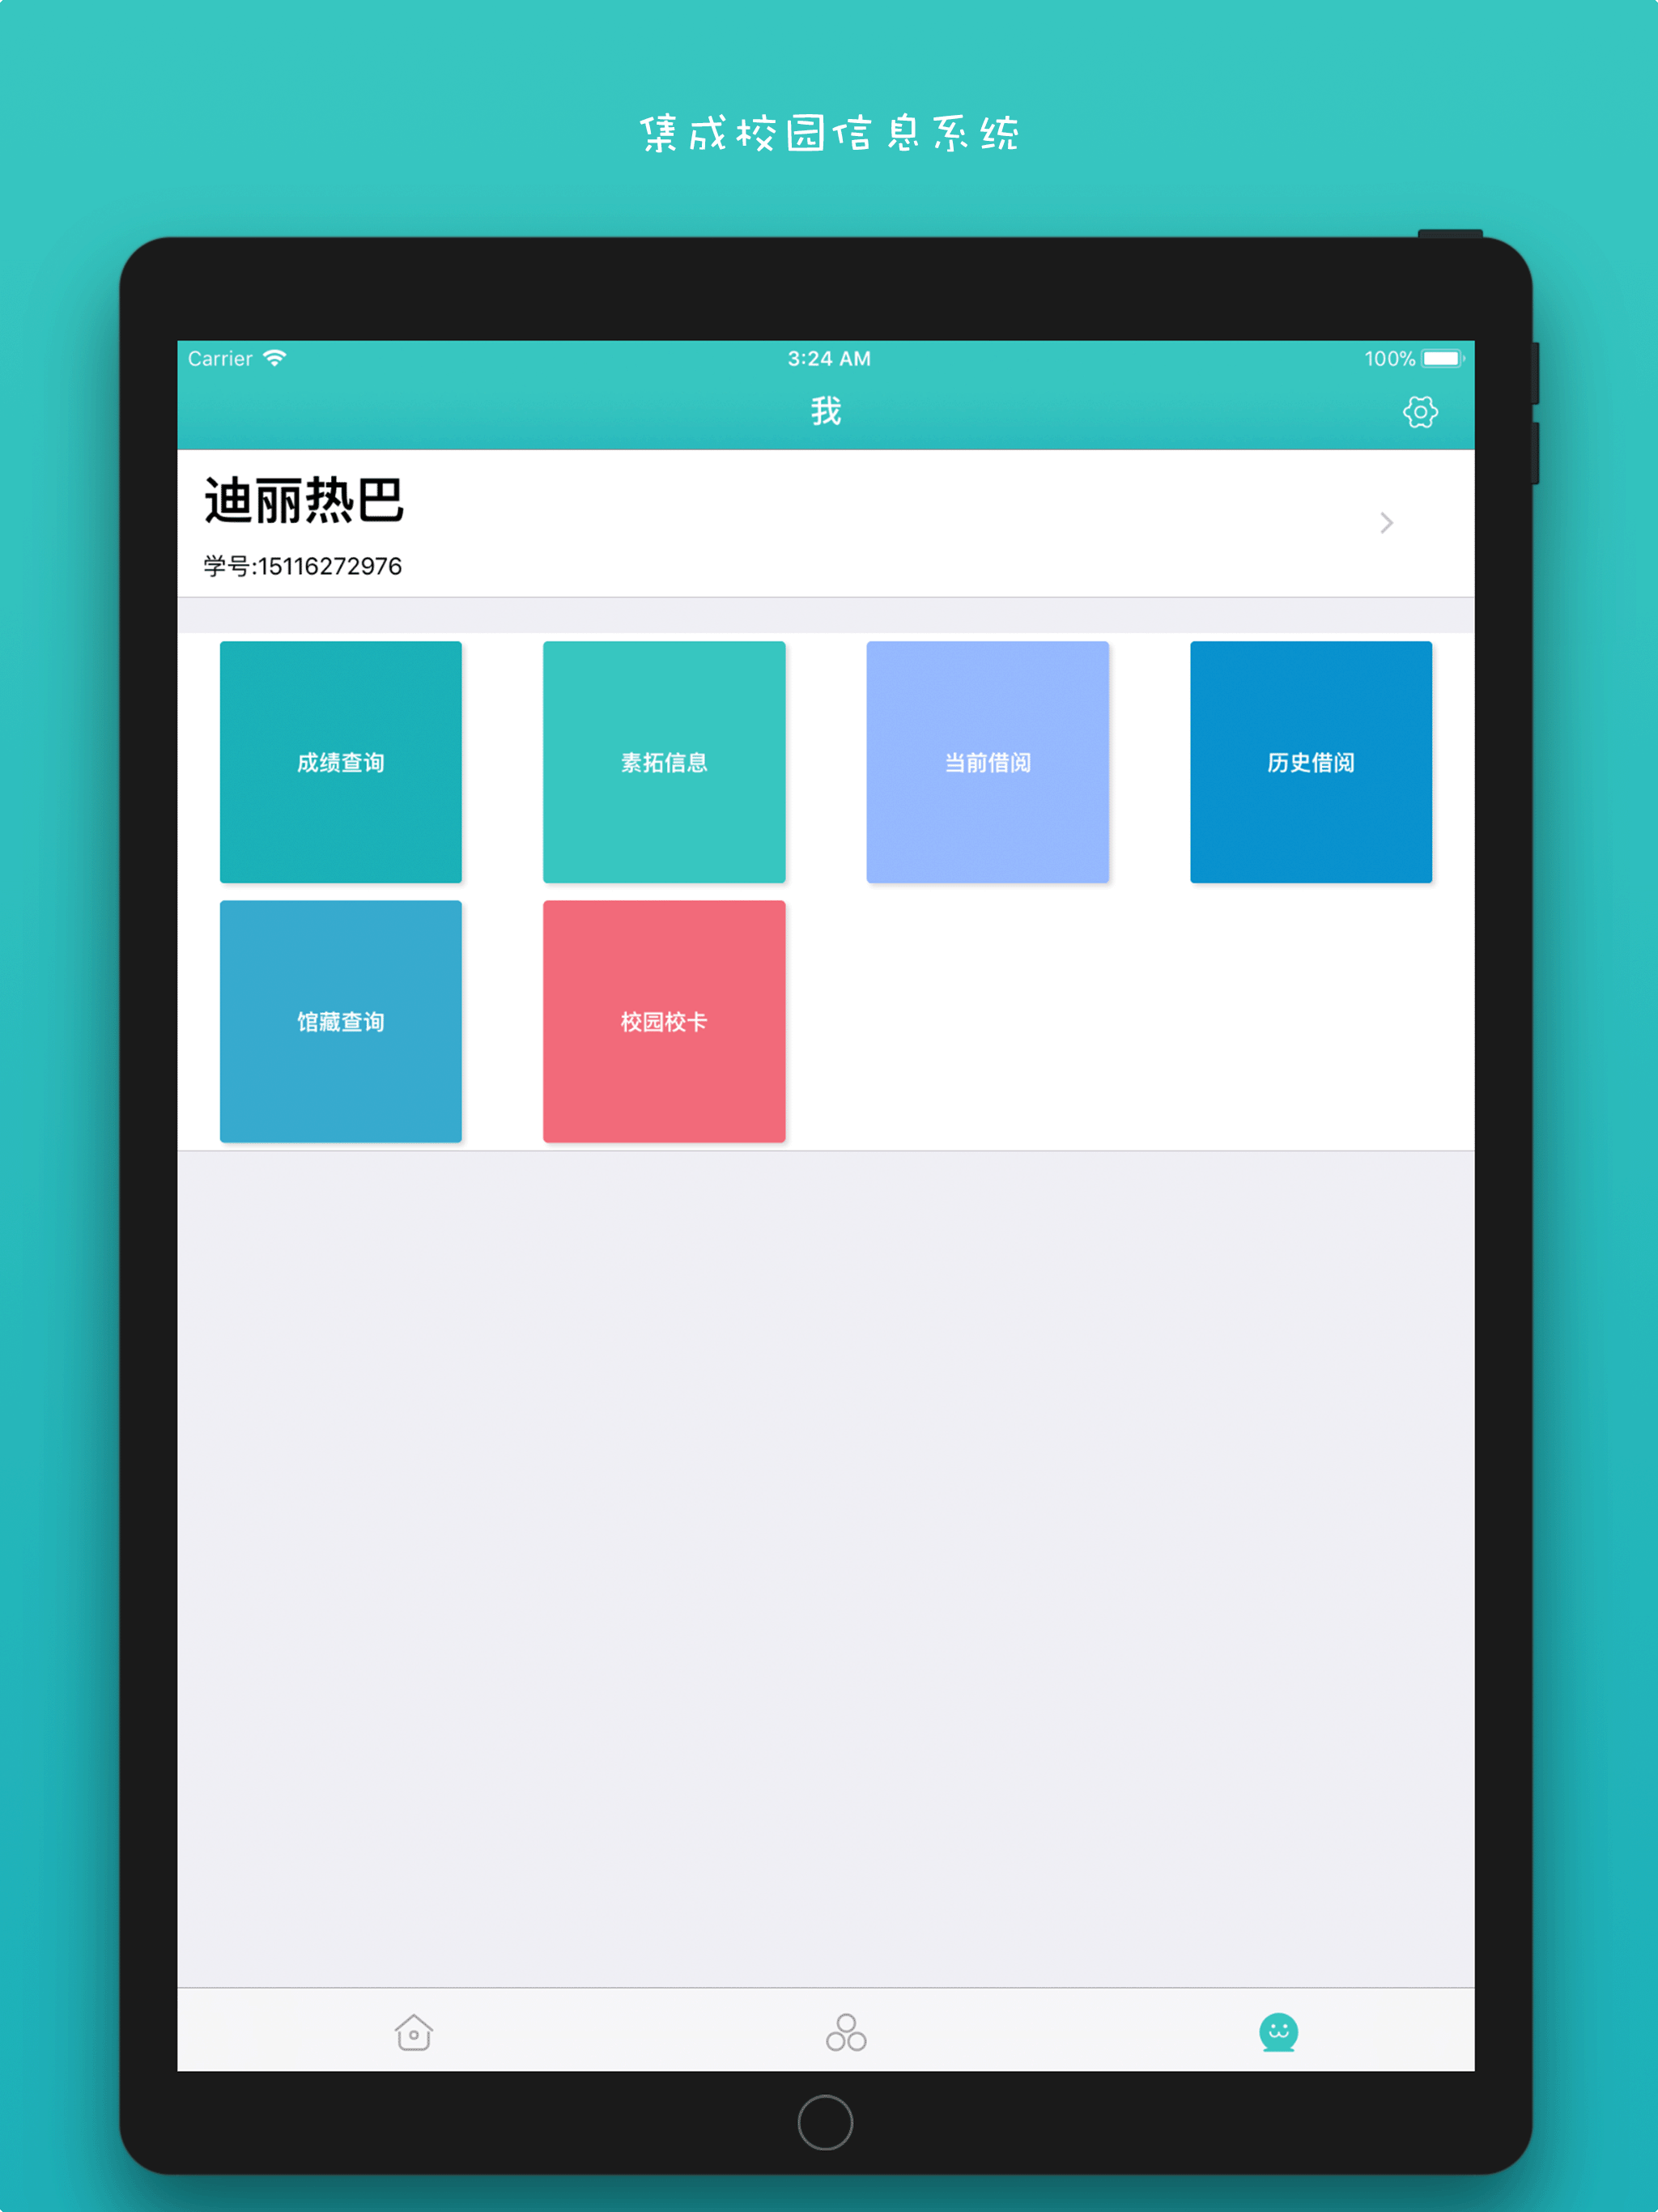 集成校园信息系统
Carrier 3:24 AM 100%
我
迪丽热巴
学号:15116272976
成绩查询 素拓信息 当前借阅 历史借阅
馆藏查询 校园校卡